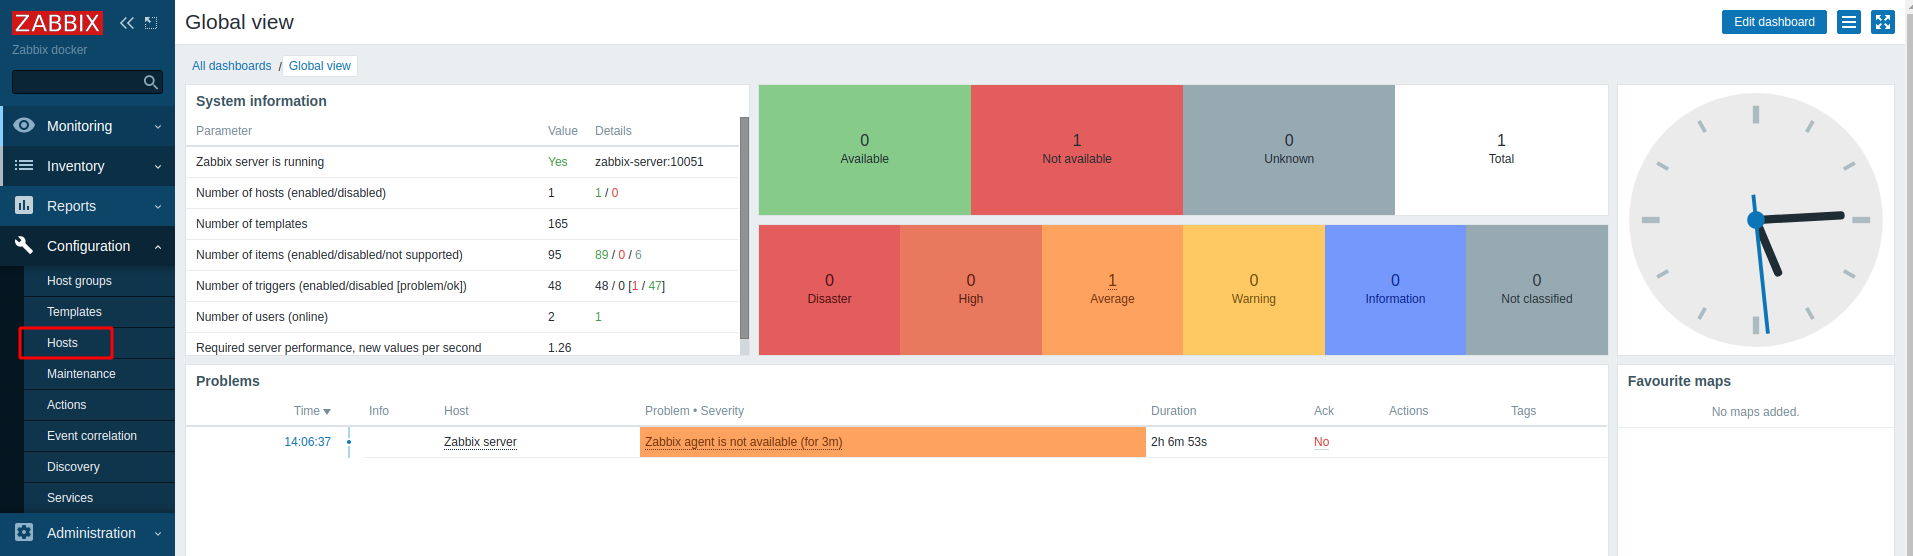 ZABBIX
Zabbix docker
Monitoring
Inventory
Reports
Configuration
Host groups
Templates
Hosts
Maintenance
Actions
Event correlation
Discovery
Services
Administration
Global view
Edit dashboard
All dashboards / Global view
System information
Parameter Value Details
Zabbix server is running Yes zabbix-server:10051
Number of hosts (enabled/disabled) 1 1 / 0
Number of templates 165
Number of items (enabled/disabled/not supported) 95 89 / 0 / 6
Number of triggers (enabled/disabled [problem/ok]) 48 48 / 0 [1 / 47]
Number of users (online) 2 1
Required server performance, new values per second 1.26
0 1 0 1
Available Not available Unknown Total
0 0 1 0 0 0
Disaster High Average Warning Information Not classified
Problems
Time Info Host Problem • Severity Duration Ack Actions Tags
14:06:37 Zabbix server Zabbix agent is not available (for 3m) 2h 6m 53s No
Favourite maps
No maps added.